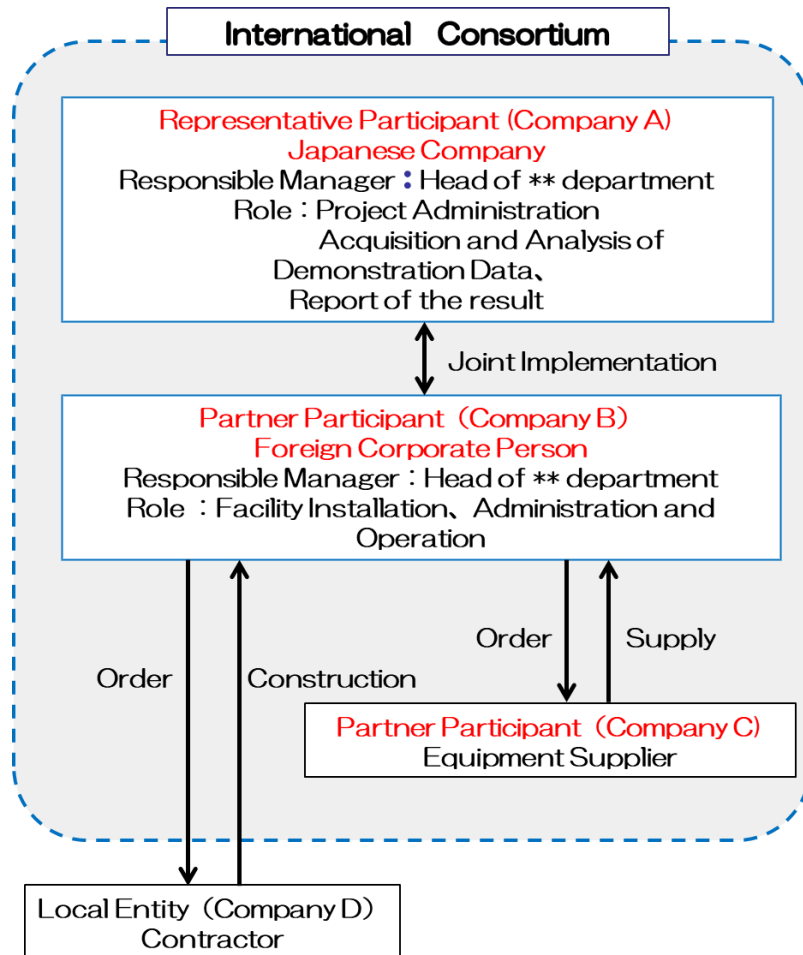 International Consortium
Representative Participant (Company A)
Japanese Company
Responsible Manager：Head of ** department
Role：Project Administration
Acquisition and Analysis of
Demonstration Data、
Report of the result
Joint Implementation
Partner Participant（Company B）
Foreign Corporate Person
Responsible Manager：Head of ** department
Role ：Facility Installation、Administration and
Operation
Order
Supply
Order
Construction
Partner Participant（Company C）
Equipment Supplier
Local Entity（Company D）
Contractor